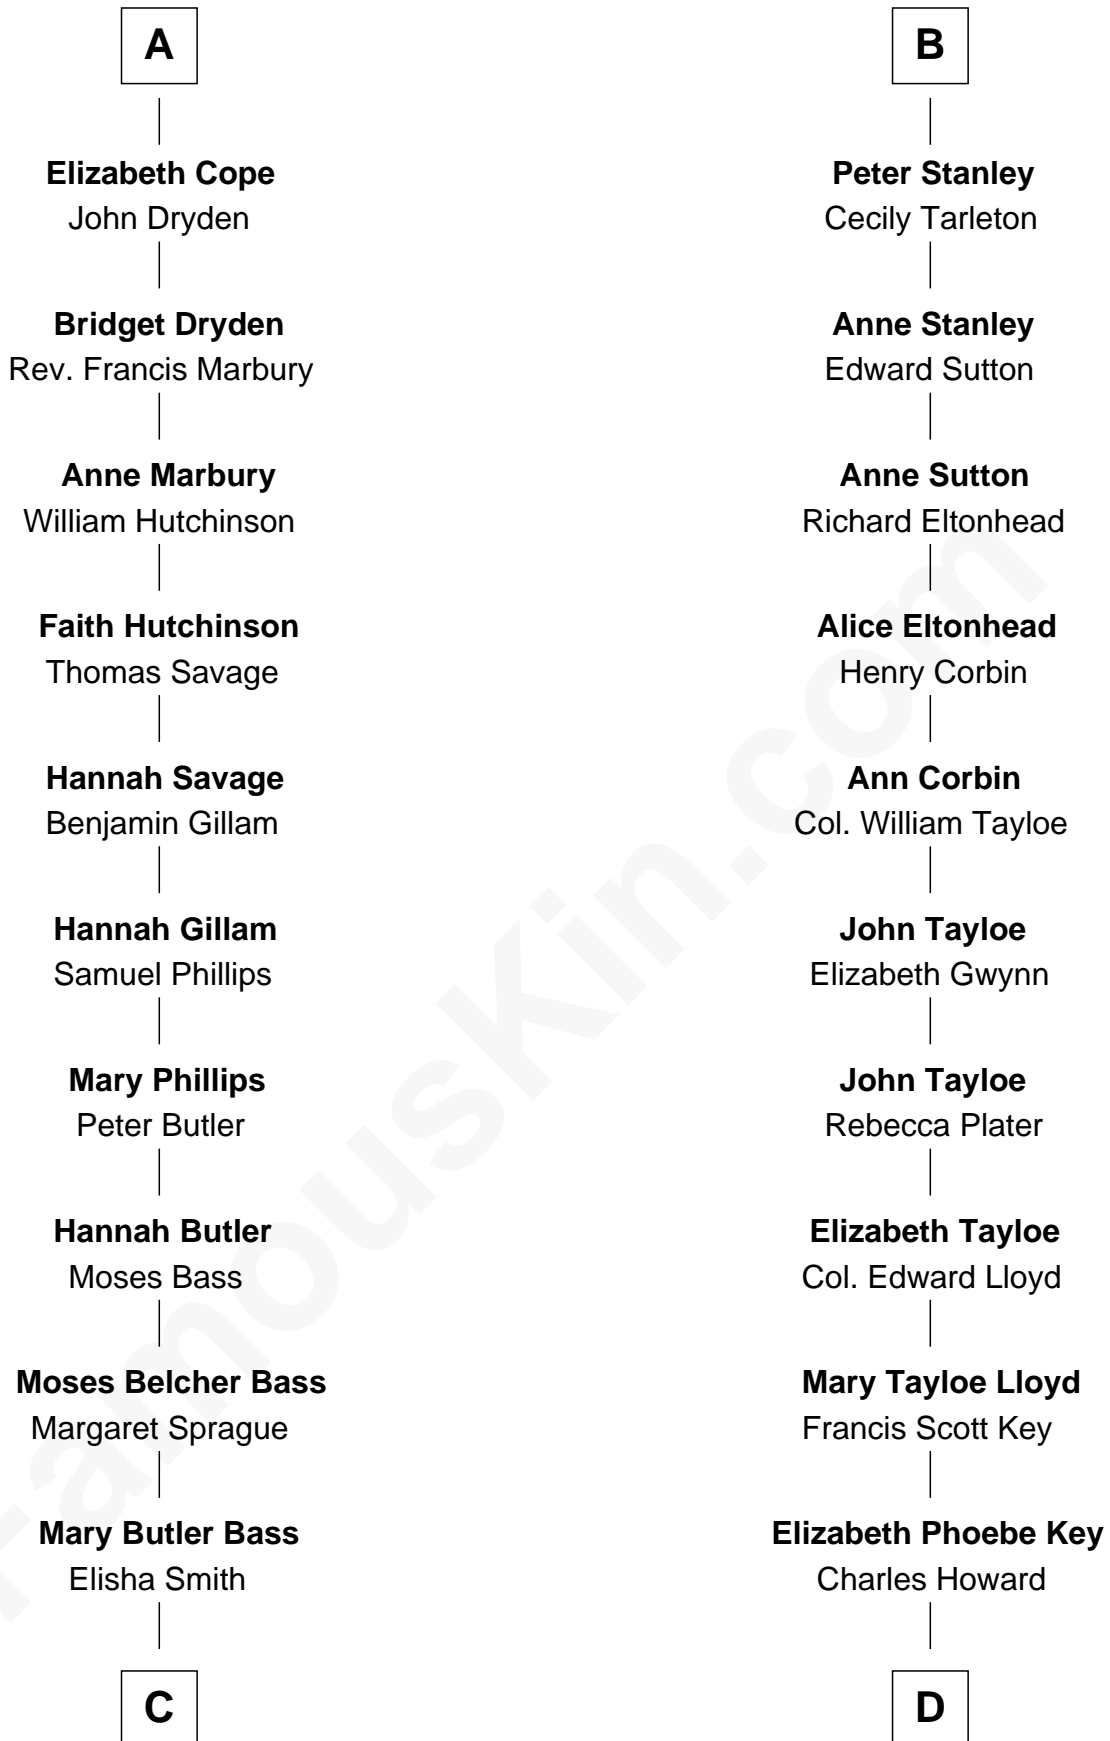 A
Elizabeth Cope
John Dryden
Bridget Dryden
Rev. Francis Marbury
Anne Marbury
William Hutchinson
Faith Hutchinson
Thomas Savage
Hannah Savage
Benjamin Gillam
Hannah Gillam
Samuel Phillips
Mary Phillips
Peter Butler
Hannah Butler
Moses Bass
Moses Belcher Bass
Margaret Sprague
Mary Butler Bass
Elisha Smith
C
B
Peter Stanley
Cecily Tarleton
Anne Stanley
Edward Sutton
Anne Sutton
Richard Eltonhead
Alice Eltonhead
Henry Corbin
Ann Corbin
Col. William Tayloe
John Tayloe
Elizabeth Gwynn
John Tayloe
Rebecca Plater
Elizabeth Tayloe
Col. Edward Lloyd
Mary Tayloe Lloyd
Francis Scott Key
Elizabeth Phoebe Key
Charles Howard
D
FamousKin.com